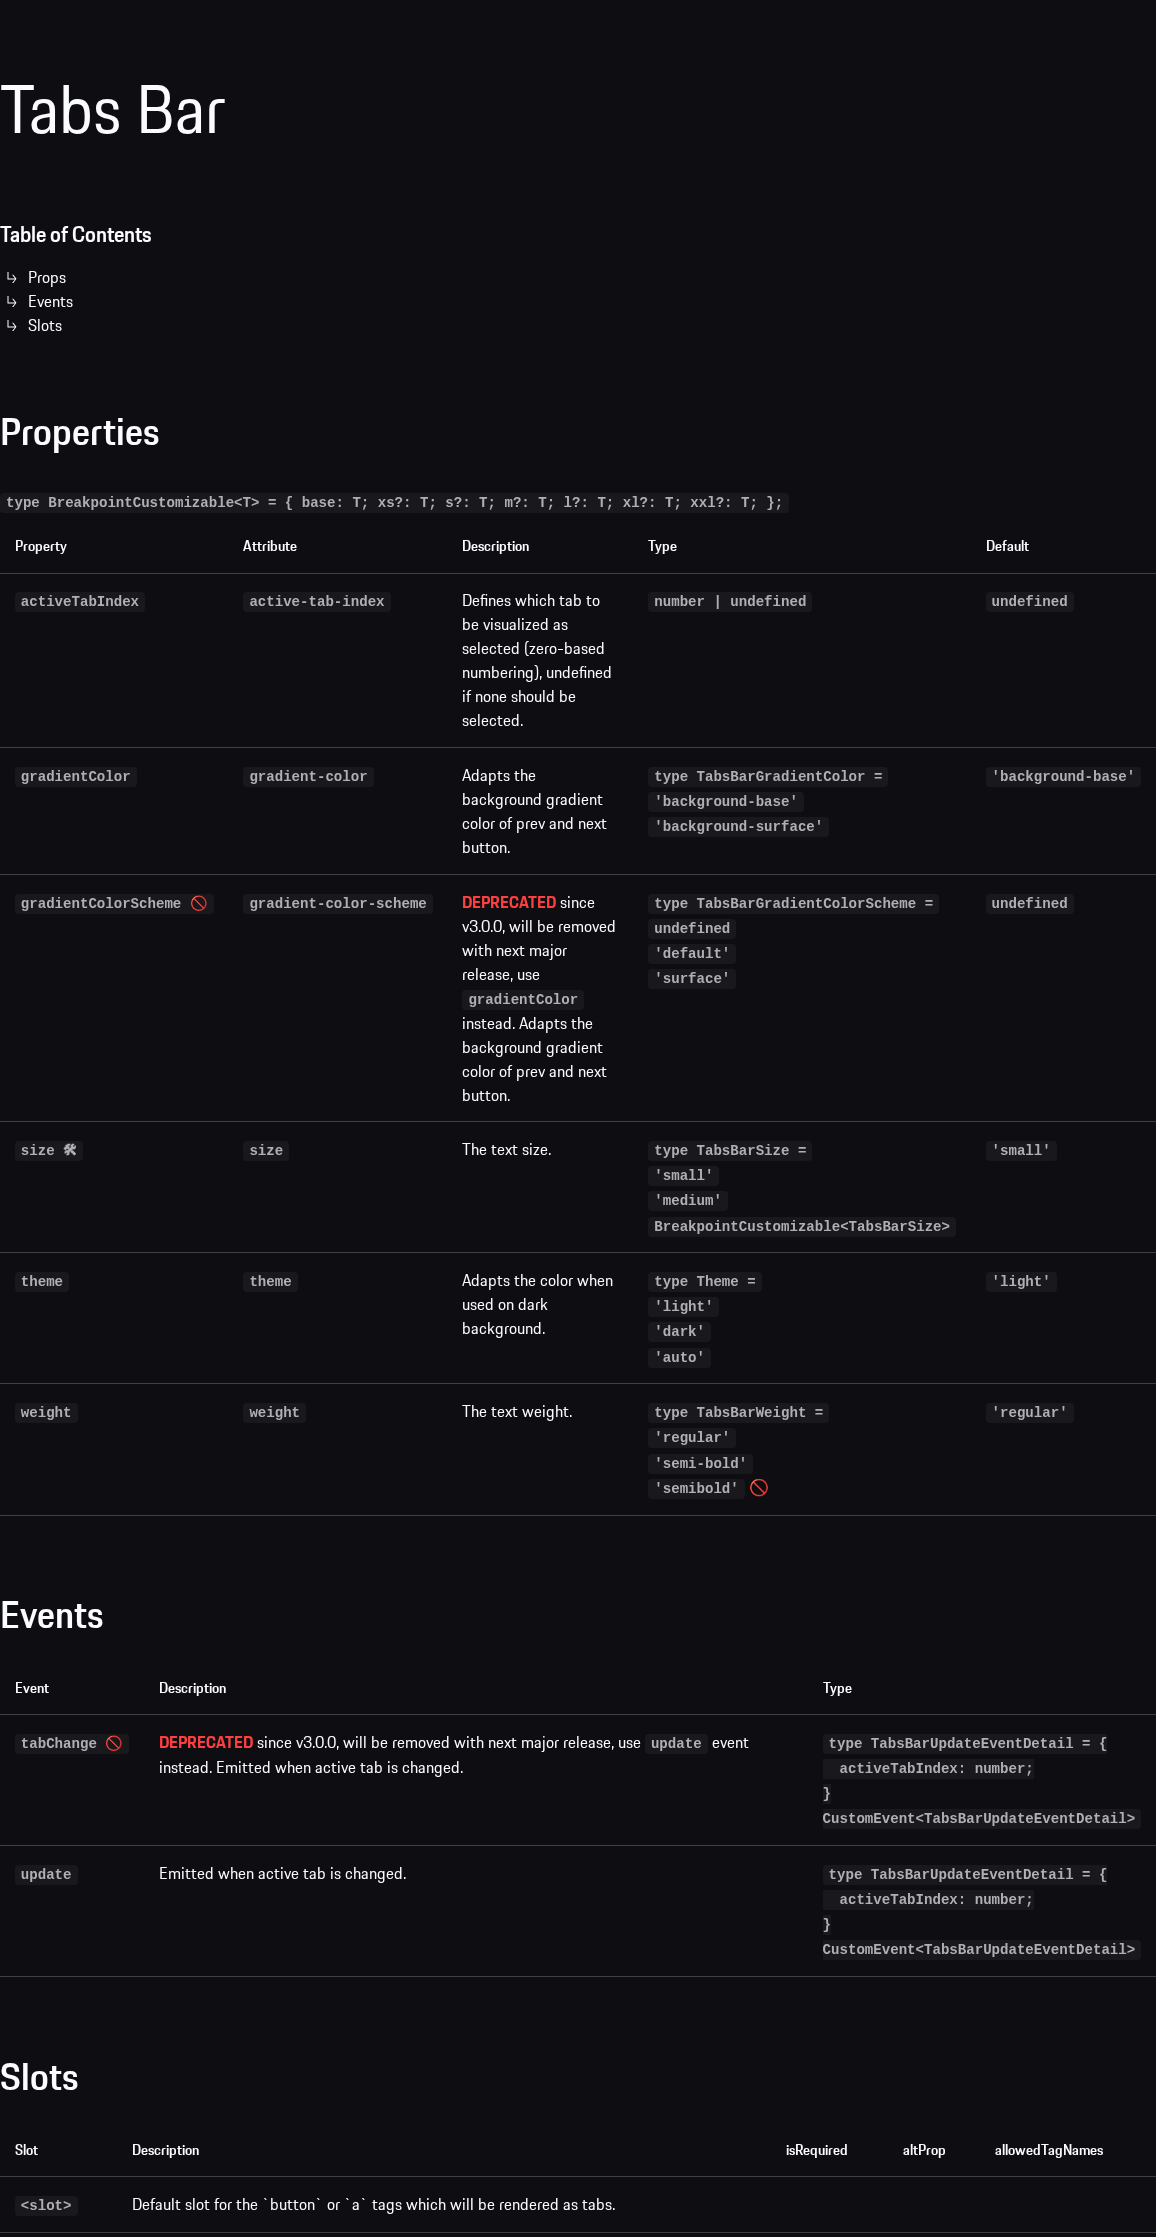 Tabs Bar
Table of Contents
Props
Events
Slots
Properties
type BreakpointCustomizable<T> = { base: T; xs?: T; s?: T; m?: T; l?: T; xl?: T; xxl?: T; };
Property Attribute Description Type Default
activeTabIndex active-tab-index Defines which tab to number | undefined undefined
be visualized as
selected (zero-based
numbering), undefined
if none should be
selected.
gradientColor gradient-color Adapts the type TabsBarGradientColor = 'background-base'
background gradient 'background-base'
color of prev and next 'background-surface'
button.
gradientColorScheme 🚫 gradient-color-scheme DEPRECATED since type TabsBarGradientColorScheme = undefined
v3.0.0, will be removed undefined
with next major 'default'
release, use 'surface'
gradientColor
instead. Adapts the
background gradient
color of prev and next
button.
size 🛠 size The text size. type TabsBarSize = 'small'
'small'
'medium'
BreakpointCustomizable<TabsBarSize>
theme theme Adapts the color when type Theme = 'light'
used on dark 'light'
background. 'dark'
'auto'
weight weight The text weight. type TabsBarWeight = 'regular'
'regular'
'semi-bold'
'semibold' 🚫
Events
Event Description Type
tabChange 🚫 DEPRECATED since v3.0.0, will be removed with next major release, use update event type TabsBarUpdateEventDetail = {
instead. Emitted when active tab is changed. activeTabIndex: number;
}
CustomEvent<TabsBarUpdateEventDetail>
update Emitted when active tab is changed. type TabsBarUpdateEventDetail = {
activeTabIndex: number;
}
CustomEvent<TabsBarUpdateEventDetail>
Slots
Slot Description isRequired altProp allowedTagNames
<slot> Default slot for the `button` or `a` tags which will be rendered as tabs.